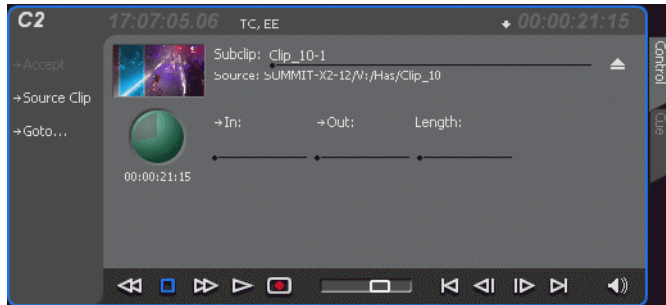 C2 17:07:05.06 TC, EE 00:00:21:15
→Accept
→Source Clip
→Goto...
Subclip: Clip_10-1
Source: SUMMIT-X2-12/V:/Has/Clip_10
→In: →Out: Length:
00:00:21:15
Control
Cue